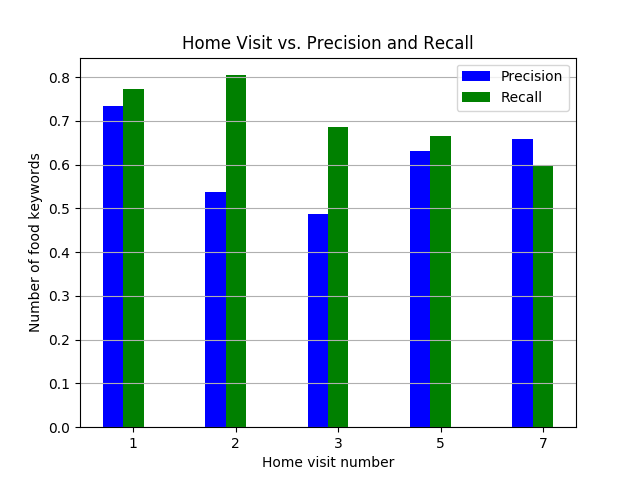 Home Visit vs. Precision and Recall
Precision
Recall
Number of food keywords
0.8
0.7
0.6
0.5
0.4
0.3
0.2
0.1
0.0
1 2 3 5 7
Home visit number